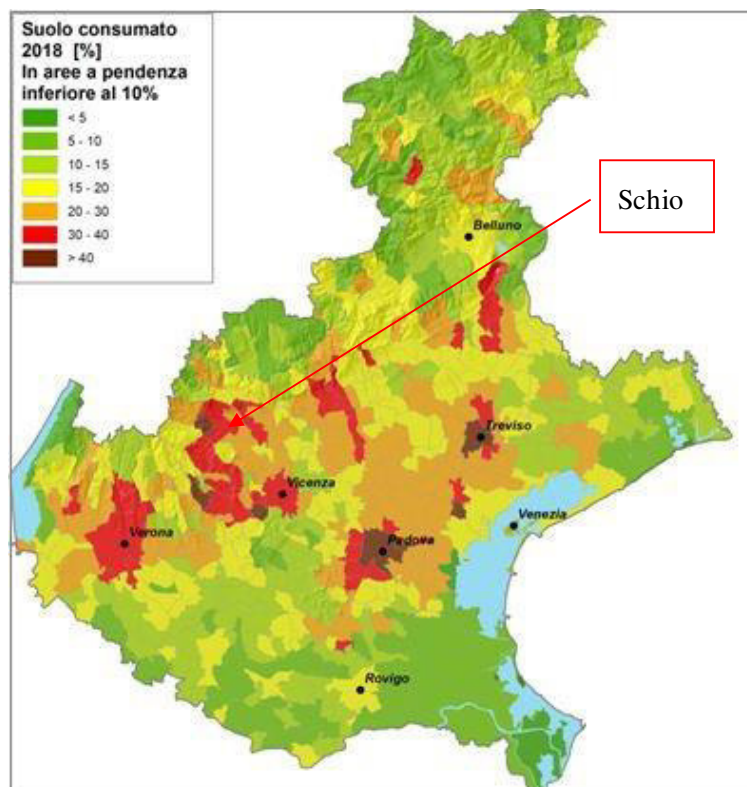 Suolo consumato
2018 [%]
In aree a pendenza
inferiore al 10%
< 5
5 - 10
10 - 15
15 - 20
20 - 30
30 - 40
> 40
Schio
Belluno
Treviso
Vicenza
Venezia
Verona
Padova
Rovigo